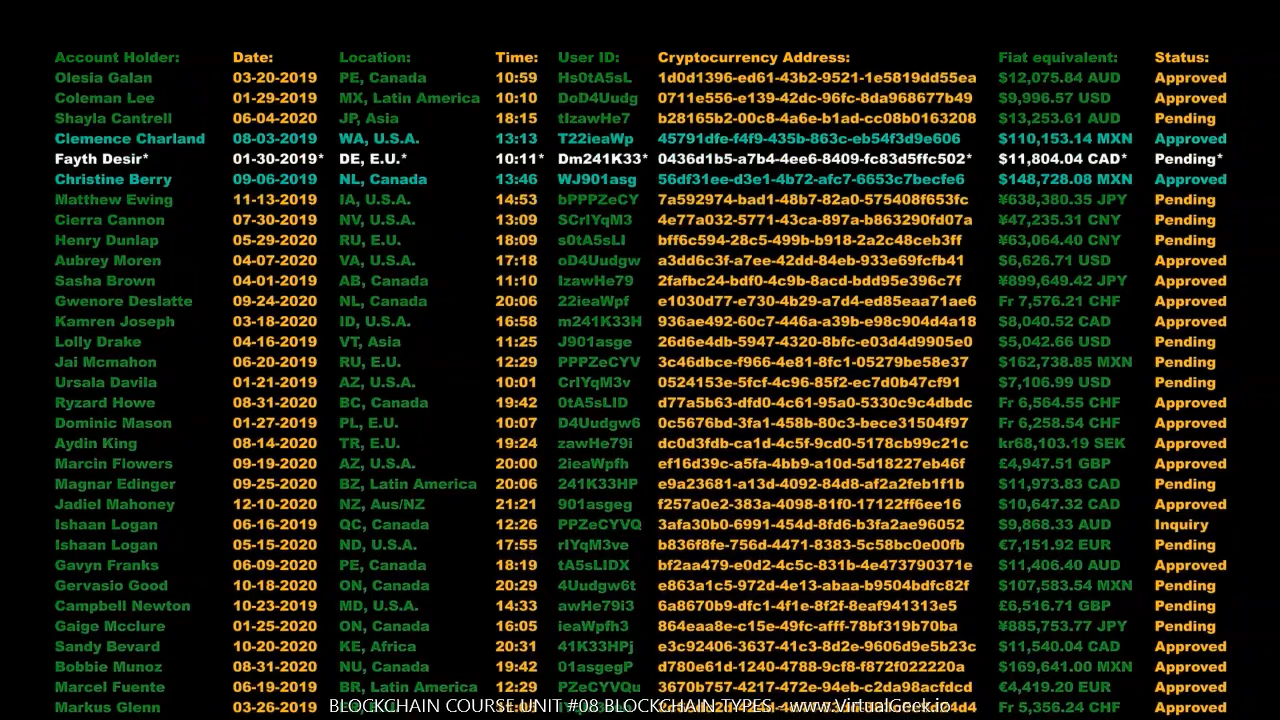 Account Holder: Date: Location: Time: User ID: Cryptocurrency Address: Fiat equivalent: Status:
Olesia Galan 03-20-2019 PE, Canada 10:59 Hs0tA5sL 1d0d1396-ed61-43b2-9521-1e5819dd55ea $12,075.84 AUD Approved
Coleman Lee 01-29-2019 MX, Latin America 10:10 DoD4Uudg 0711e556-e139-42dc-96fc-8da968677b49 $9,996.57 USD Approved
Shayla Cantrell 06-04-2020 JP, Asia 18:15 tIzawHe7 b28165b2-00c8-4a6e-b1ad-cc08b0163208 $13,253.61 AUD Pending
Clemence Charland 08-03-2019 WA, U.S.A. 13:13 T22ieaWp 45791dfe-f4f9-435b-863c-eb54f3d9e606 $110,153.14 MXN Approved
Fayth Desir* 01-30-2019* DE, E.U.* 10:11* Dm241K33* 0436d1b5-a7b4-4ee6-8409-fc83d5ffc502* $11,804.04 CAD* Pending*
Christine Berry 09-06-2019 NL, Canada 13:46 WJ901asg 56df31ee-d3e1-4b72-afc7-6653c7becfe6 $148,728.08 MXN Approved
Matthew Ewing 11-13-2019 IA, U.S.A. 14:53 bPPPZeCY 7a592974-bad1-48b7-82a0-575408f653fc ¥638,380.35 JPY Pending
Cierra Cannon 07-30-2019 NV, U.S.A. 13:09 SCrIYqM3 4e77a032-5771-43ca-897a-b863290fd07a ¥47,235.31 CNY Pending
Henry Dunlap 05-29-2020 RU, E.U. 18:09 s0tA5sLI bff6c594-28c5-499b-b918-2a2c48ceb3ff ¥63,064.40 CNY Pending
Aubrey Moren 04-07-2020 VA, U.S.A. 17:18 oD4Uudgw a3dd6c3f-a7ee-42dd-84eb-933e69fcfb41 $6,626.71 USD Approved
Sasha Brown 04-01-2019 AB, Canada 11:10 IzawHe79 2fafbc24-bdf0-4c9b-8acd-bdd95e396c7f ¥899,649.42 JPY Approved
Gwenore Deslatte 09-24-2020 NL, Canada 20:06 22ieaWpf e1030d77-e730-4b29-a7d4-ed85eaa71ae6 Fr 7,576.21 CHF Approved
Kamren Joseph 03-18-2020 ID, U.S.A. 16:58 m241K33H 936ae492-60c7-446a-a39b-e98c904d4a18 $8,040.52 CAD Approved
Lolly Drake 04-16-2019 VT, Asia 11:25 J901asge 26d6e4db-5947-4320-8bfc-e03d4d9905e0 $5,042.66 USD Pending
Jai Mcmahon 06-20-2019 RU, E.U. 12:29 PPPZeCYV 3c46dbce-f966-4e81-8fc1-05279be58e37 $162,738.85 MXN Pending
Ursala Davila 01-21-2019 AZ, U.S.A. 10:01 CrIYqM3v 0524153e-5fcf-4c96-85f2-ec7d0b47cf91 $7,106.99 USD Pending
Ryzard Howe 08-31-2020 BC, Canada 19:42 0tA5sLID d77a5b63-dfd0-4c61-95a0-5330c9c4dbdc Fr 6,564.55 CHF Approved
Dominic Mason 01-27-2019 PL, E.U. 10:07 D4Uudgw6 0c5676bd-3fa1-458b-80c3-bece31504f97 Fr 6,258.54 CHF Approved
Aydin King 08-14-2020 TR, E.U. 19:24 zawHe79i dc0d3fdb-ca1d-4c5f-9cd0-5178cb99c21c kr68,103.19 SEK Approved
Marcin Flowers 09-19-2020 AZ, U.S.A. 20:00 2ieaWpfh ef16d39c-a5fa-4bb9-a10d-5d18227eb46f £4,947.51 GBP Approved
Magnar Edinger 09-25-2020 BZ, Latin America 20:06 241K33HP e9a23681-a13d-4092-84d8-af2a2feb1f1b $11,973.83 CAD Pending
Jadiel Mahoney 12-10-2020 NZ, Aus/NZ 21:21 901asgeg f257a0e2-383a-4098-81f0-17122ff6ee16 $10,647.32 CAD Approved
Ishaan Logan 06-16-2019 QC, Canada 12:26 PPZeCYVQ 3afa30b0-6991-454d-8fd6-b3fa2ae96052 $9,868.33 AUD Inquiry
Ishaan Logan 05-15-2020 ND, U.S.A. 17:55 rIYqM3ve b836f8fe-756d-4471-8383-5c58bc0e00fb €7,151.92 EUR Pending
Gavyn Franks 06-09-2020 PE, Canada 18:19 tA5sLIDX bf2aa479-e0d2-4c5c-831b-4e473790371e $11,406.40 AUD Approved
Gervasio Good 10-18-2020 ON, Canada 20:29 4Uudgw6t e863a1c5-972d-4e13-abaa-b9504bdfc82f $107,583.54 MXN Pending
Campbell Newton 10-23-2019 MD, U.S.A. 14:33 awHe79i3 6a8670b9-dfc1-4f1e-8f2f-8eaf941313e5 £6,516.71 GBP Pending
Gaige Mcclure 01-25-2020 ON, Canada 16:05 ieaWpfh3 864eaa8e-c15e-49fc-afff-78bf319b70ba ¥885,753.77 JPY Pending
Sandy Bevard 10-20-2020 KE, Africa 20:31 41K33HPj e3c92406-3637-41c3-8d2e-9606d9e5b23c $11,540.04 CAD Approved
Bobbie Munoz 08-31-2020 NU, Canada 19:42 01asgegP d780e61d-1240-4788-9cf8-f872f022220a $169,641.00 MXN Approved
Marcel Fuente 06-19-2019 BR, Latin America 12:29 PZeCYVQu 3670b757-4217-472e-94eb-c2da98acfdcd €4,419.20 EUR Approved
Markus Glenn 03-26-2019 $5,356.24 CHF Approved
BLOCKCHAIN COURSE UNIT #08 BLOCKCHAIN TYPES - www.VirtualGeek.io